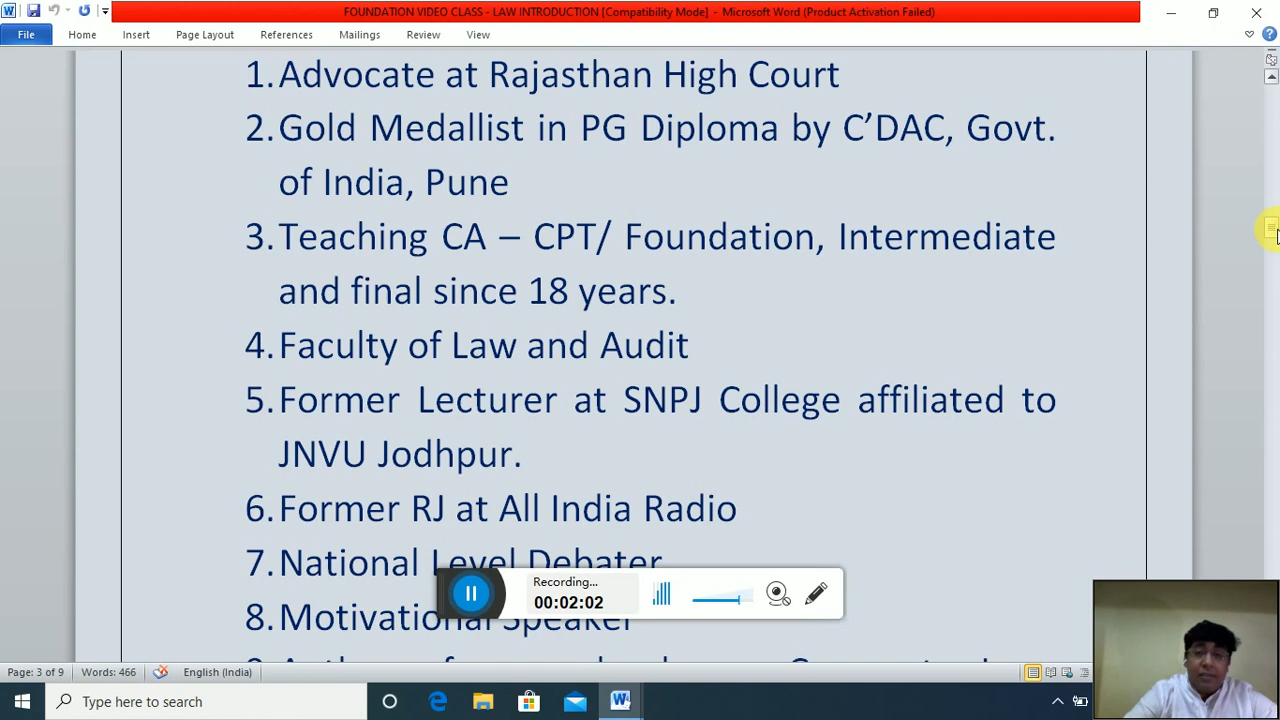 FOUNDATION VIDEO CLASS - LAW INTRODUCTION [Compatibility Mode] - Microsoft Word (Product Activation Failed)
File Home Insert Page Layout References Mailings Review View
1. Advocate at Rajasthan High Court
2. Gold Medallist in PG Diploma by C’DAC, Govt.
of India, Pune
3. Teaching CA – CPT/ Foundation, Intermediate
and final since 18 years.
4. Faculty of Law and Audit
5. Former Lecturer at SNPJ College affiliated to
JNVU Jodhpur.
6. Former RJ at All India Radio
7. National Level Debater
Recording...
00:02:02
8. Motivational Speaker
Page: 3 of 9 Words: 466 English (India)
Type here to search